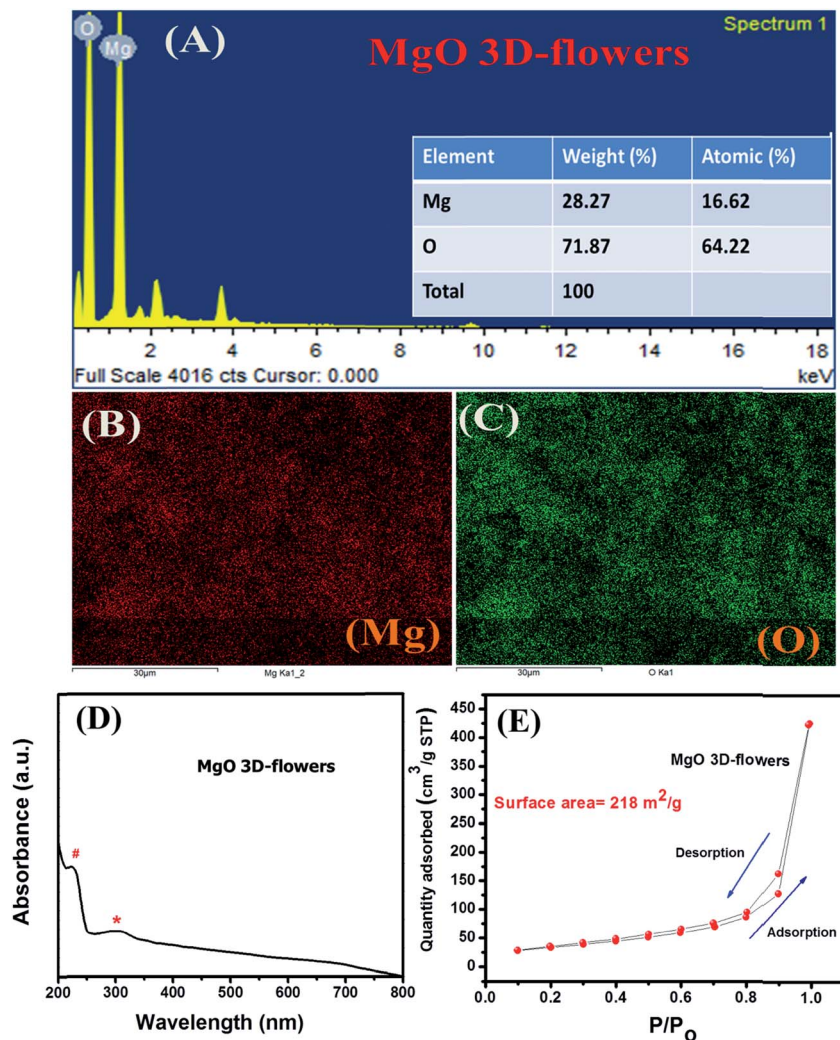 Spectrum 1
(A)
MgO 3D-flowers
O
Mg
Element Weight (%) Atomic (%)
Mg 28.27 16.62
O 71.87 64.22
Total 100
2 4 6 8 10 12 14 16 18
Full Scale 4016 cts Cursor: 0.000 keV
(B)
(Mg)
30µm Mg Ka1_2
(C)
(O)
30µm O Ka1
(D)
MgO 3D-flowers
#
*
Absorbance (a.u.)
200 300 400 500 600 700 800
Wavelength (nm)
(E)
MgO 3D-flowers
Surface area= 218 m²/g
Desorption
Adsorption
Quantity adsorbed (cm³/g STP)
450
400
350
300
250
200
150
100
50
0
0.0 0.2 0.4 0.6 0.8 1.0
P/P₀